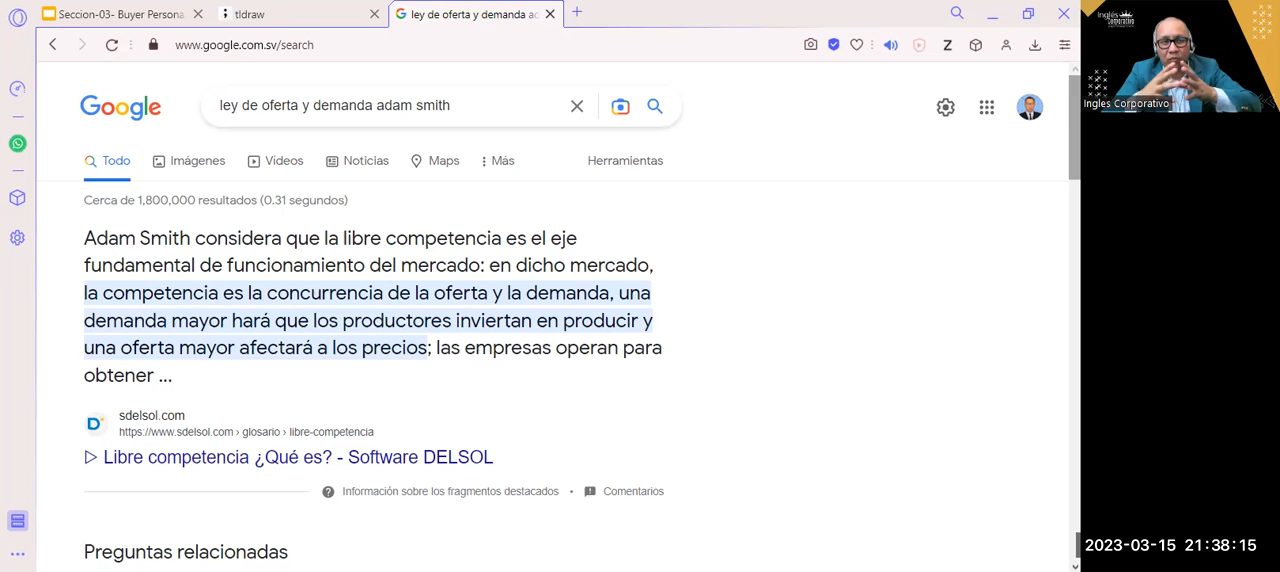 Seccion-03- Buyer Persona
tldraw
ley de oferta y demanda ad
www.google.com.sv/search
Inglés
Corporativo
Ingles Corporativo
Google
ley de oferta y demanda adam smith
Todo
Imágenes
Videos
Noticias
Maps
Más
Herramientas
Cerca de 1,800,000 resultados (0.31 segundos)
Adam Smith considera que la libre competencia es el eje
fundamental de funcionamiento del mercado: en dicho mercado,
la competencia es la concurrencia de la oferta y la demanda, una
demanda mayor hará que los productores inviertan en producir y
una oferta mayor afectará a los precios; las empresas operan para
obtener ...
sdelsol.com
https://www.sdelsol.com › glosario › libre-competencia
▷ Libre competencia ¿Qué es? - Software DELSOL
Información sobre los fragmentos destacados • Comentarios
Preguntas relacionadas
2023-03-15 21:38:15